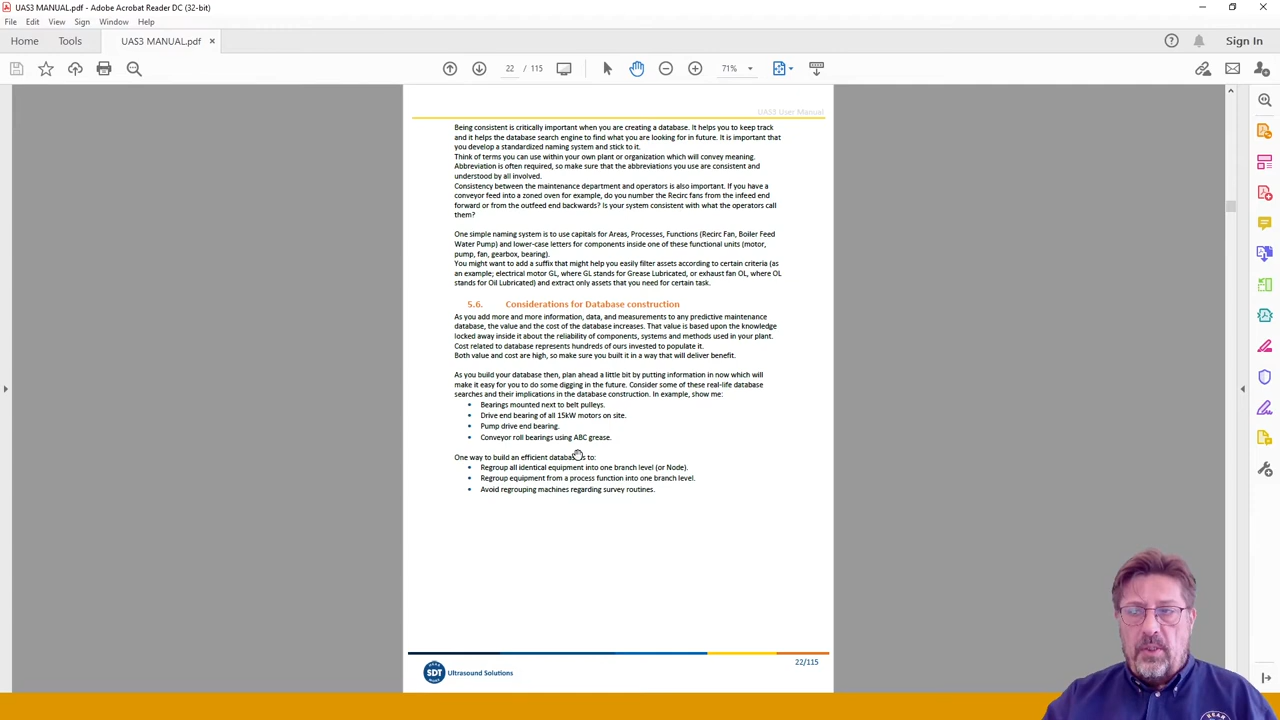 UAS3 MANUAL.pdf - Adobe Acrobat Reader DC (32-bit)
File Edit View Sign Window Help
Home Tools UAS3 MANUAL.pdf × Sign In
22 / 115 71%
UAS3 User Manual
Being consistent is critically important when you are creating a database. It helps you to keep track
and it helps the database search engine to find what you are looking for in future. It is important that
you develop a standardized naming system and stick to it.
Think of terms you can use within your own plant or organization which will convey meaning.
Abbreviation is often required, so make sure that the abbreviations you use are consistent and
understood by all involved.
Consistency between the maintenance department and operators is also important. If you have a
conveyor feed into a zoned oven for example, do you number the Recirc fans from the infeed end
forward or from the outfeed end backwards? Is your system consistent with what the operators call
them?
One simple naming system is to use capitals for Areas, Processes, Functions (Recirc Fan, Boiler Feed
Water Pump) and lower-case letters for components inside one of these functional units (motor,
pump, fan, gearbox, bearing).
You might want to add a suffix that might help you easily filter assets according to certain criteria (as
an example; electrical motor GL, where GL stands for Grease Lubricated, or exhaust fan OL, where OL
stands for Oil Lubricated) and extract only assets that you need for certain task.
5.6. Considerations for Database construction
As you add more and more information, data, and measurements to any predictive maintenance
database, the value and the cost of the database increases. That value is based upon the knowledge
locked away inside it about the reliability of components, systems and methods used in your plant.
Cost related to database represents hundreds of ours invested to populate it.
Both value and cost are high, so make sure you built it in a way that will deliver benefit.
As you build your database then, plan ahead a little bit by putting information in now which will
make it easy for you to do some digging in the future. Consider some of these real-life database
searches and their implications in the database construction. In example, show me:
• Bearings mounted next to belt pulleys.
• Drive end bearing of all 15kW motors on site.
• Pump drive end bearing.
• Conveyor roll bearings using ABC grease.
One way to build an efficient database is to:
• Regroup all identical equipment into one branch level (or Node).
• Regroup equipment from a process function into one branch level.
• Avoid regrouping machines regarding survey routines.
22/115
SDT Ultrasound Solutions